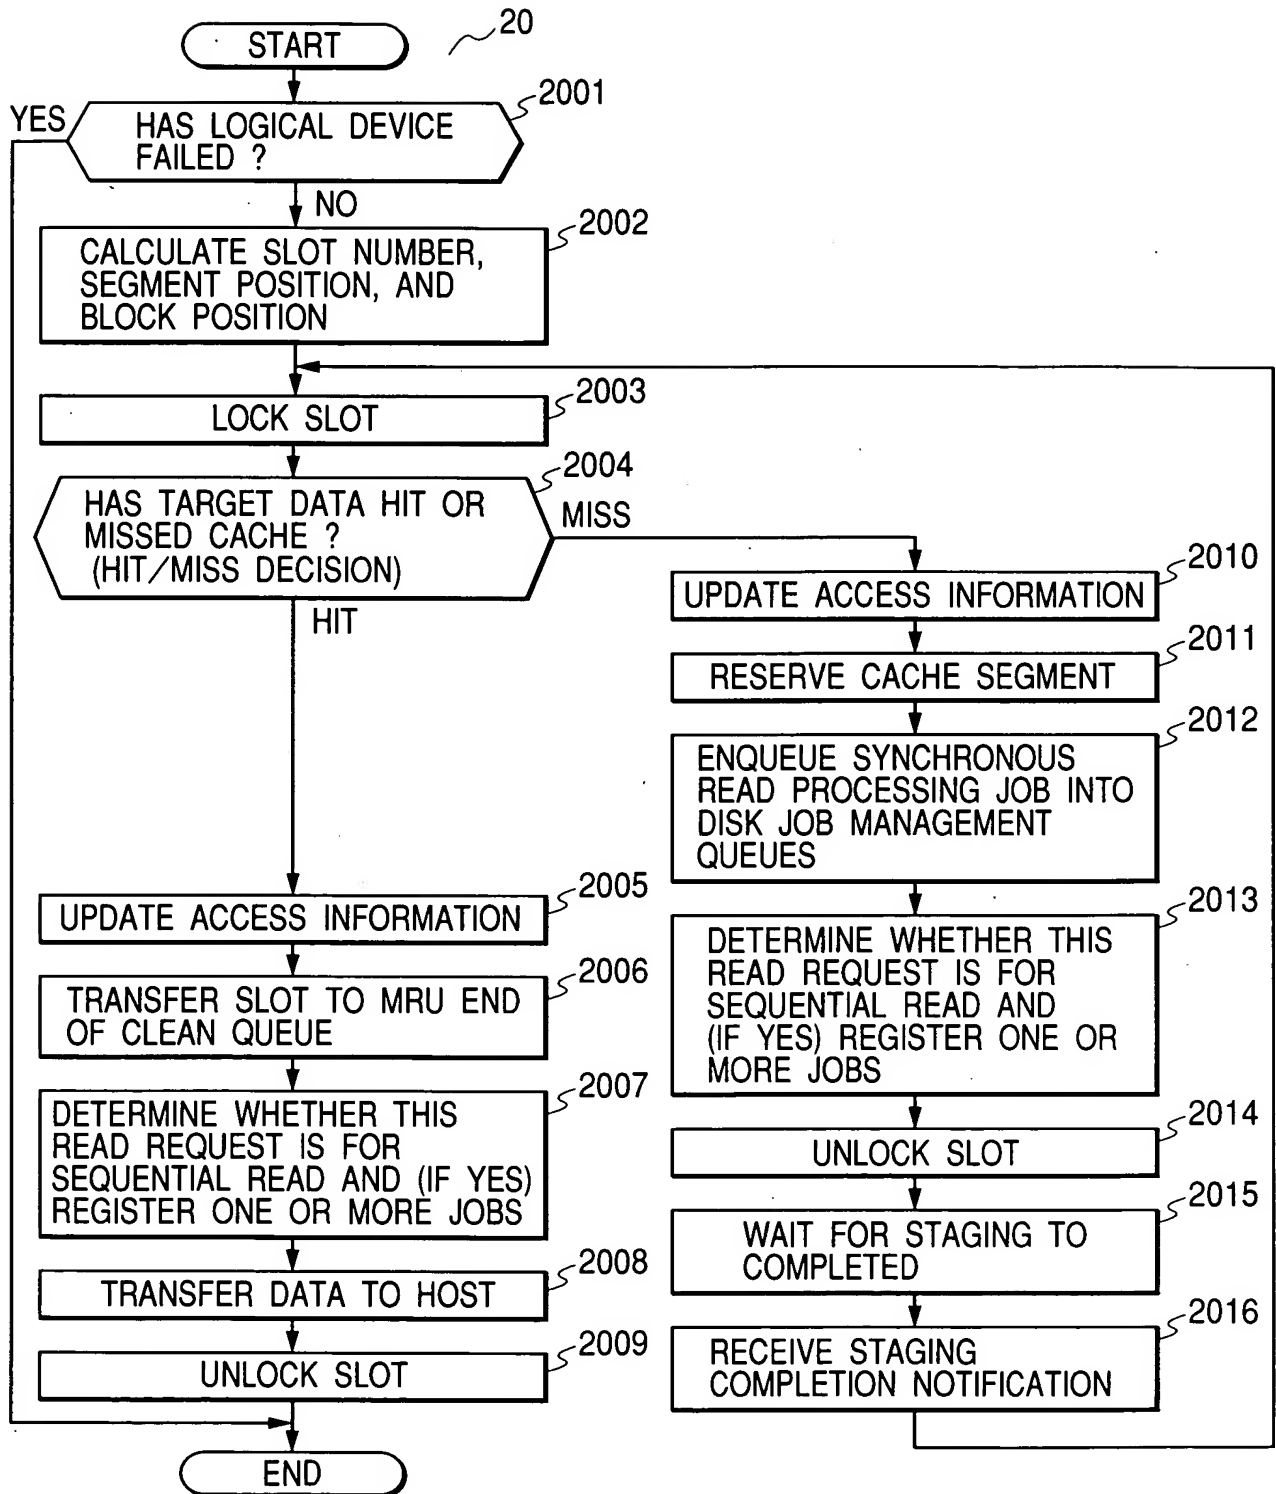 START
20
2001
YES
HAS LOGICAL DEVICE
FAILED ?
NO
2002
CALCULATE SLOT NUMBER,
SEGMENT POSITION, AND
BLOCK POSITION
2003
LOCK SLOT
2004
HAS TARGET DATA HIT OR
MISSED CACHE ?
(HIT/MISS DECISION)
MISS
HIT
2005
UPDATE ACCESS INFORMATION
2006
TRANSFER SLOT TO MRU END
OF CLEAN QUEUE
2007
DETERMINE WHETHER THIS
READ REQUEST IS FOR
SEQUENTIAL READ AND (IF YES)
REGISTER ONE OR MORE JOBS
2008
TRANSFER DATA TO HOST
2009
UNLOCK SLOT
END
2010
UPDATE ACCESS INFORMATION
2011
RESERVE CACHE SEGMENT
2012
ENQUEUE SYNCHRONOUS
READ PROCESSING JOB INTO
DISK JOB MANAGEMENT
QUEUES
2013
DETERMINE WHETHER THIS
READ REQUEST IS FOR
SEQUENTIAL READ AND
(IF YES) REGISTER ONE OR
MORE JOBS
2014
UNLOCK SLOT
2015
WAIT FOR STAGING TO
COMPLETED
2016
RECEIVE STAGING
COMPLETION NOTIFICATION